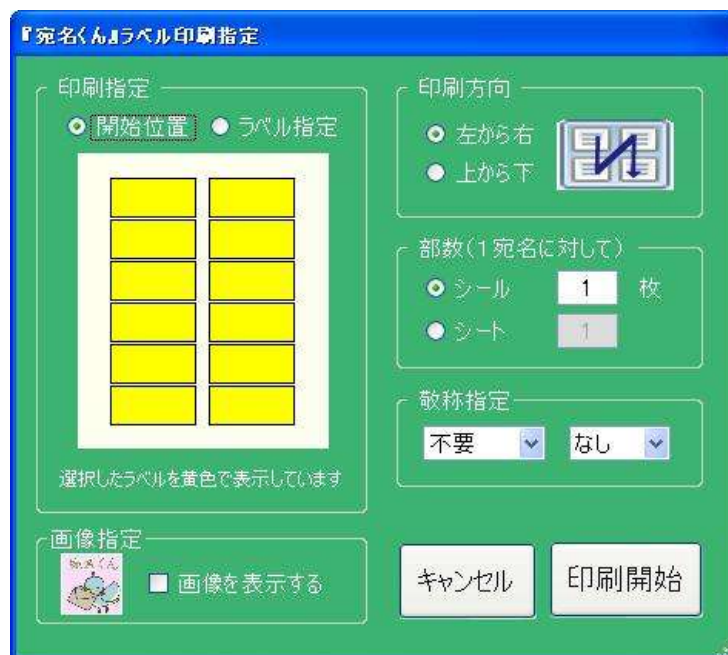 『宛名くん』ラベル印刷指定
印刷指定
開始位置 ラベル指定
選択したラベルを黄色で表示しています
画像指定
宛名くん
画像を表示する
印刷方向
左から右
上から下
部数(1宛名に対して)
シール 1 枚
シート 1
敬称指定
不要 なし
キャンセル 印刷開始